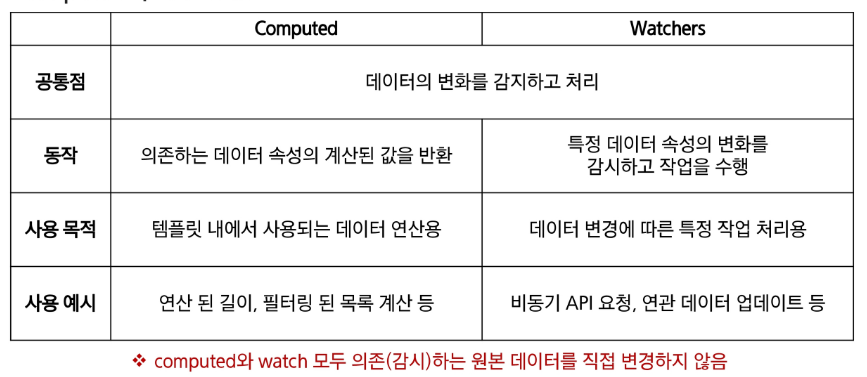 Computed Watchers
공통점 데이터의 변화를 감지하고 처리
동작 의존하는 데이터 속성의 계산된 값을 반환 특정 데이터 속성의 변화를
감시하고 작업을 수행
사용 목적 템플릿 내에서 사용되는 데이터 연산용 데이터 변경에 따른 특정 작업 처리용
사용 예시 연산 된 길이, 필터링 된 목록 계산 등 비동기 API 요청, 연관 데이터 업데이트 등
❖ computed와 watch 모두 의존(감시)하는 원본 데이터를 직접 변경하지 않음